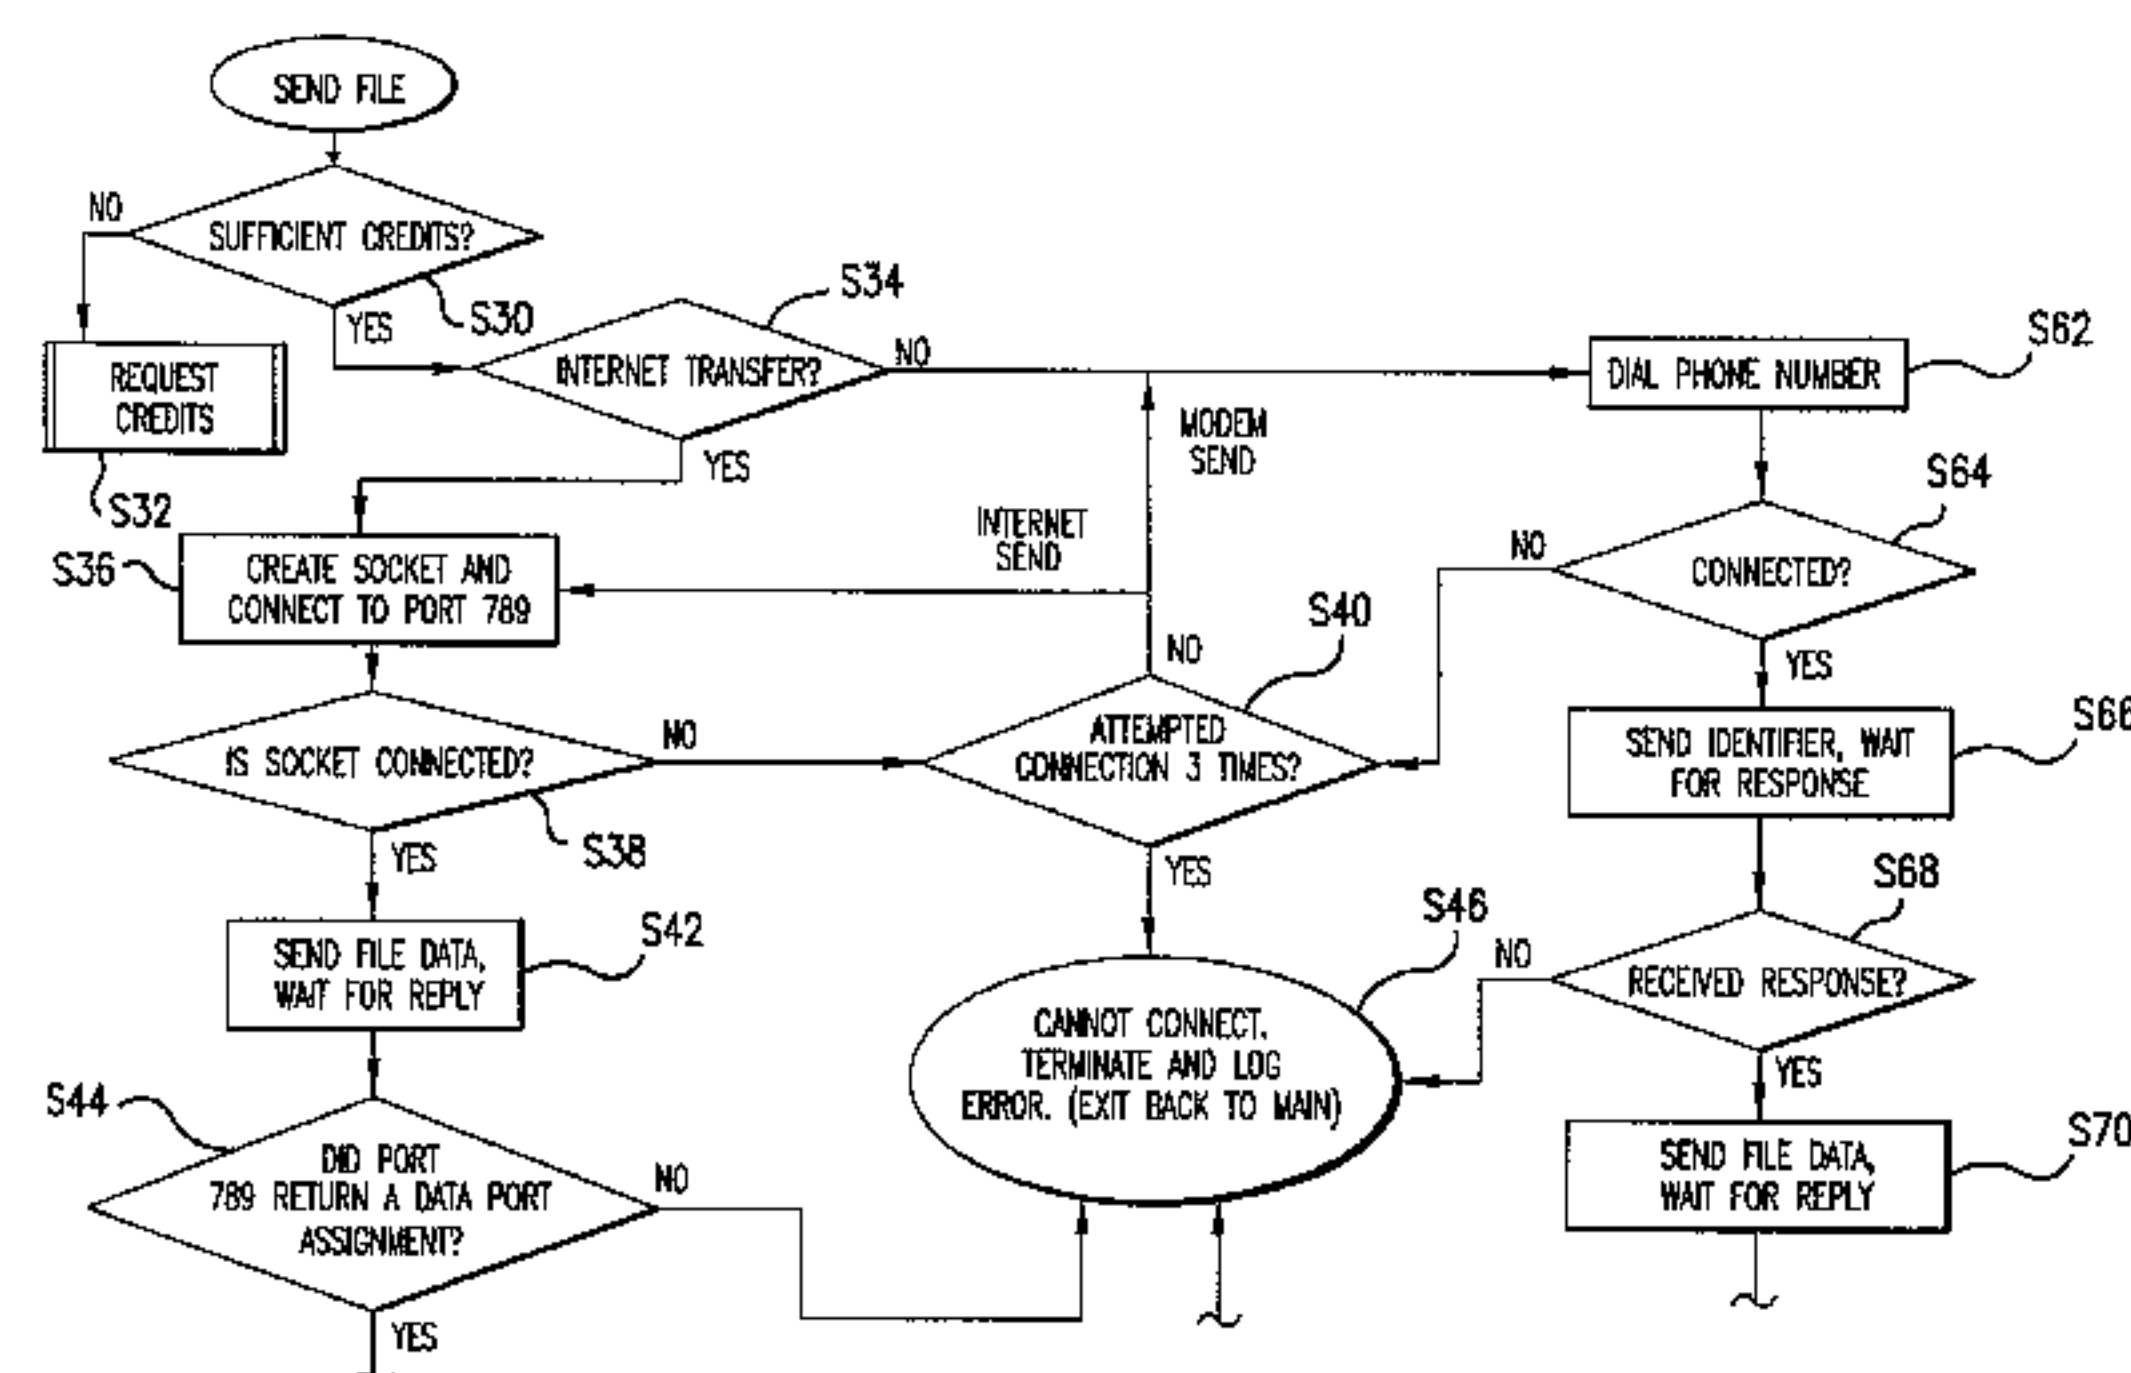 SEND FILE
NO
SUFFICIENT CREDITS?
S30
YES
REQUEST
CREDITS
S32
S34
INTERNET TRANSFER?
NO
YES
MODEM
SEND
INTERNET
SEND
S62
DIAL PHONE NUMBER
S64
CONNECTED?
NO
YES
S36
CREATE SOCKET AND
CONNECT TO PORT 789
S40
NO
ATTEMPTED
CONNECTION 3 TIMES?
YES
IS SOCKET CONNECTED?
NO
S38
YES
S66
SEND IDENTIFIER, WAIT
FOR RESPONSE
S68
RECEIVED RESPONSE?
NO
YES
S42
SEND FILE DATA,
WAIT FOR REPLY
S46
CANNOT CONNECT.
TERMINATE AND LOG
ERROR. (EXIT BACK TO MAIN)
S44
DID PORT
789 RETURN A DATA PORT
ASSIGNMENT?
NO
YES
S70
SEND FILE DATA,
WAIT FOR REPLY